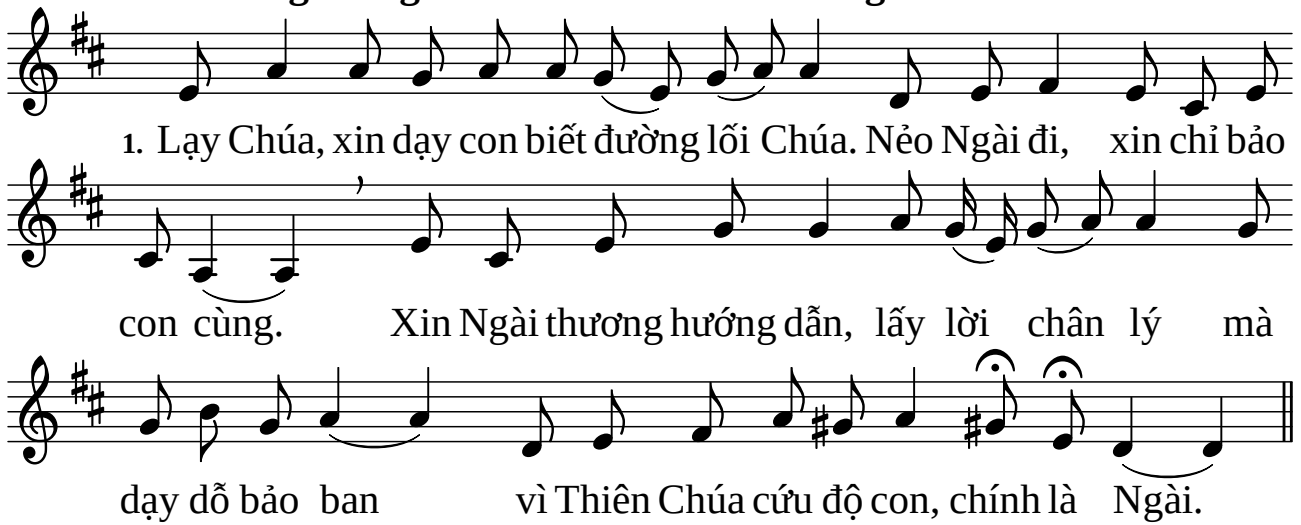 1. Lạy Chúa, xin dạy con biết đường lối Chúa. Nẻo Ngài đi, xin chỉ bảo
con cùng. Xin Ngài thương hướng dẫn, lấy lời chân lý mà
dạy dỗ bảo ban vì Thiên Chúa cứu độ con, chính là Ngài.